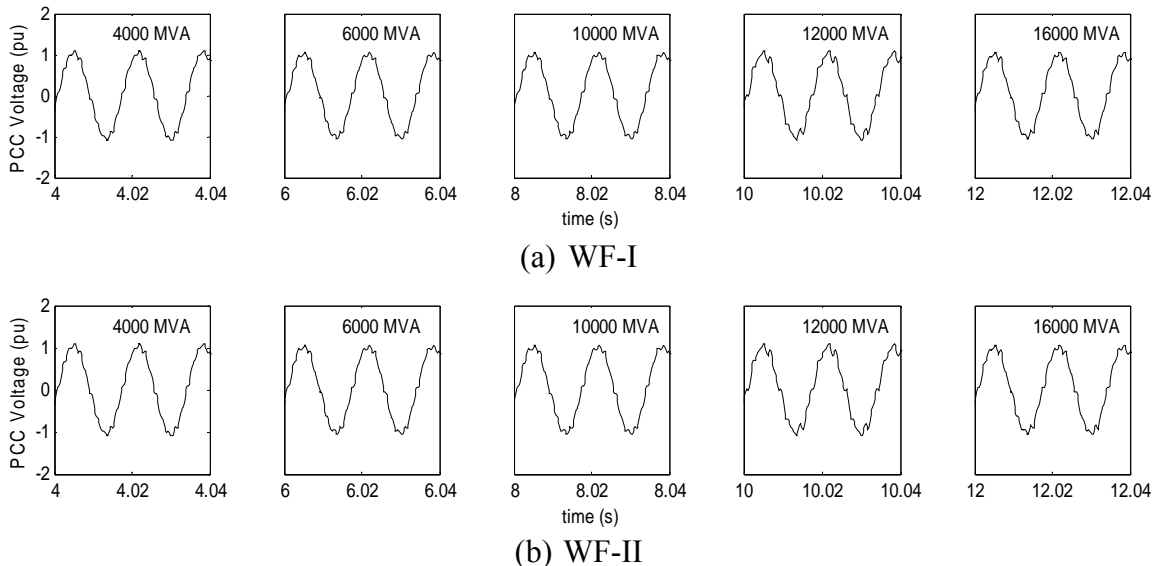 4000 MVA 6000 MVA 10000 MVA 12000 MVA 16000 MVA
PCC Voltage (pu)
2
1
0
-1
-2
4 4.02 4.04 6 6.02 6.04 8 8.02 8.04 10 10.02 10.04 12 12.02 12.04
time (s)
(a) WF-I
4000 MVA 6000 MVA 10000 MVA 12000 MVA 16000 MVA
PCC Voltage (pu)
2
1
0
-1
-2
4 4.02 4.04 6 6.02 6.04 8 8.02 8.04 10 10.02 10.04 12 12.02 12.04
time (s)
(b) WF-II